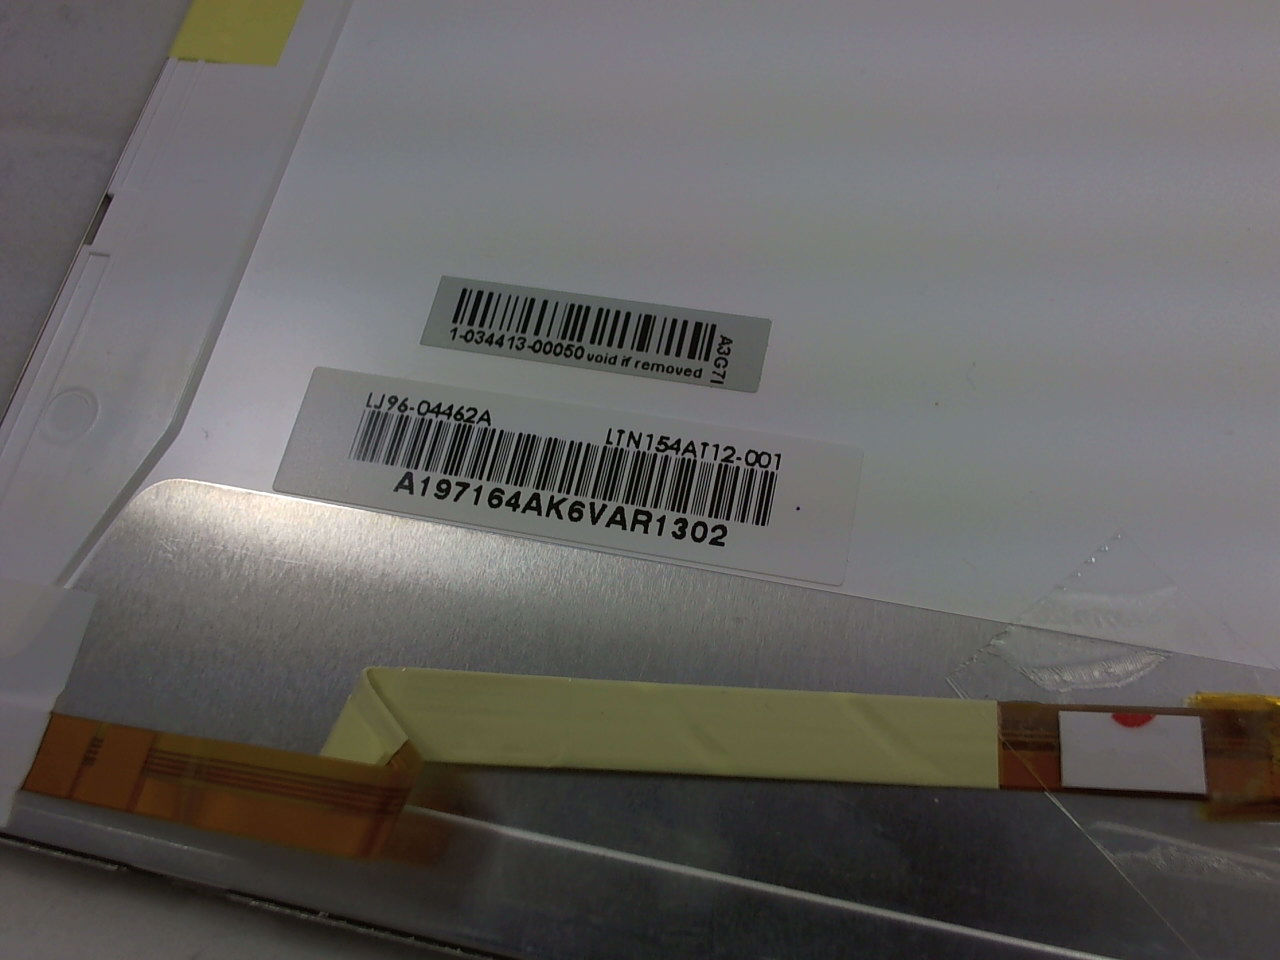 1-034413-00050 void if removed
A3G71
LJ96-04462A
LTN154AT12-001
A197164AK6VAR1302